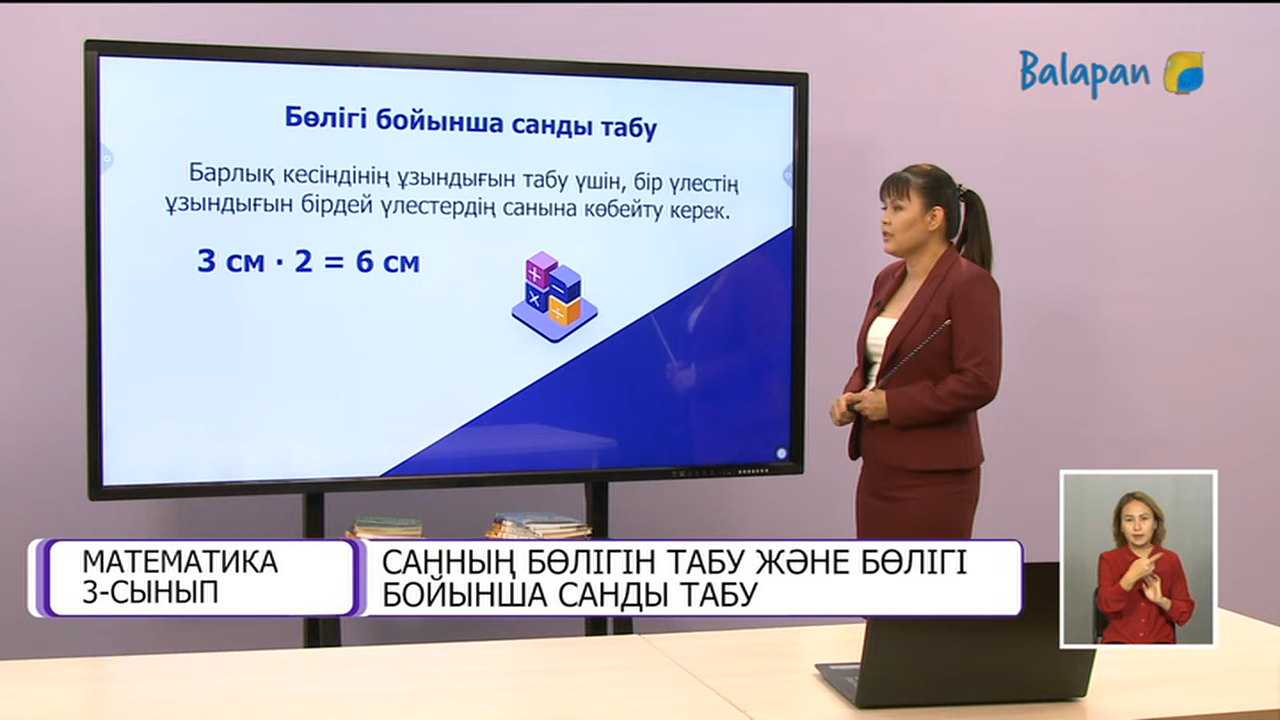 Balapan
Бөлігі бойынша санды табу
Барлық кесіндінің ұзындығын табу үшін, бір үлестің
ұзындығын бірдей үлестердің санына көбейту керек.
3 см · 2 = 6 см
МАТЕМАТИКА
3-СЫНЫП
САННЫҢ БӨЛІГІН ТАБУ ЖӘНЕ БӨЛІГІ
БОЙЫНША САНДЫ ТАБУ